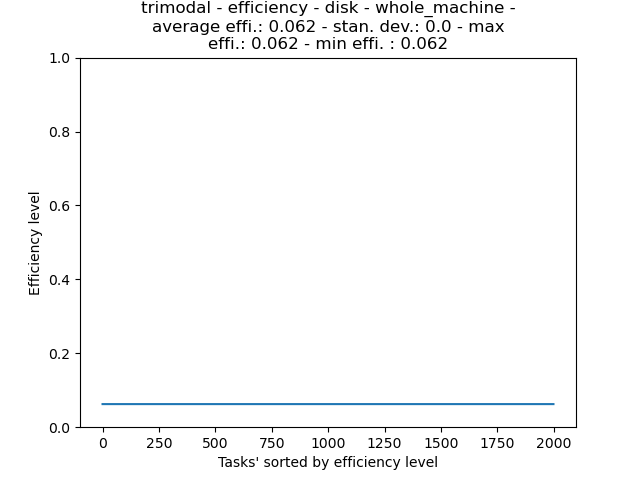 trimodal - efficiency - disk - whole_machine -
average effi.: 0.062 - stan. dev.: 0.0 - max
effi.: 0.062 - min effi. : 0.062
1.0
0.8
0.6
0.4
0.2
0.0
Efficiency level
0 250 500 750 1000 1250 1500 1750 2000
Tasks' sorted by efficiency level